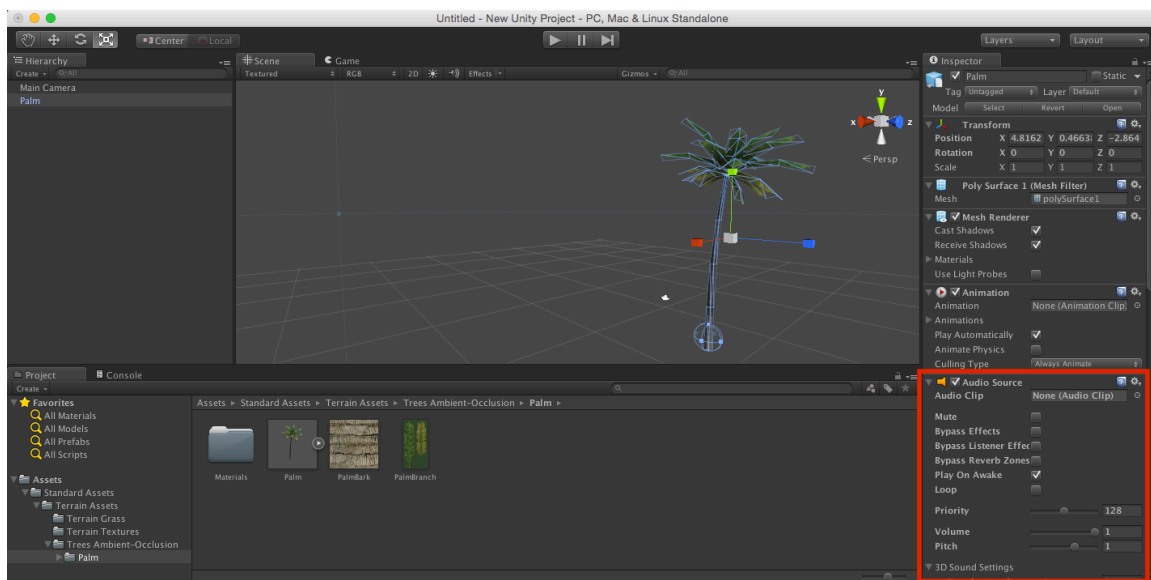 Untitled - New Unity Project - PC, Mac & Linux Standalone
Center Local Layers Layout
Hierarchy
Create All
Main Camera
Palm
Scene Game
Textured RGB 2D Effects Gizmos All
y
x z
Persp
Inspector
Palm Static
Tag Untagged Layer Default
Model Select Revert Open
Transform
Position X 4.8162 Y 0.4663 Z -2.864
Rotation X 0 Y 0 Z 0
Scale X 1 Y 1 Z 1
Poly Surface 1 (Mesh Filter)
Mesh polySurface1
Mesh Renderer
Cast Shadows
Receive Shadows
Materials
Use Light Probes
Animation
Animation None (Animation Clip)
Animations
Play Automatically
Animate Physics
Culling Type Always Animate
Audio Source
Audio Clip None (Audio Clip)
Mute
Bypass Effects
Bypass Listener Effec
Bypass Reverb Zones
Play On Awake
Loop
Priority 128
Volume 1
Pitch 1
3D Sound Settings
Project Console
Create
Favorites
All Materials
All Models
All Prefabs
All Scripts
Assets
Standard Assets
Terrain Assets
Terrain Grass
Terrain Textures
Trees Ambient-Occlusion
Palm
Assets Standard Assets Terrain Assets Trees Ambient-Occlusion Palm
Materials Palm PalmBark PalmBranch